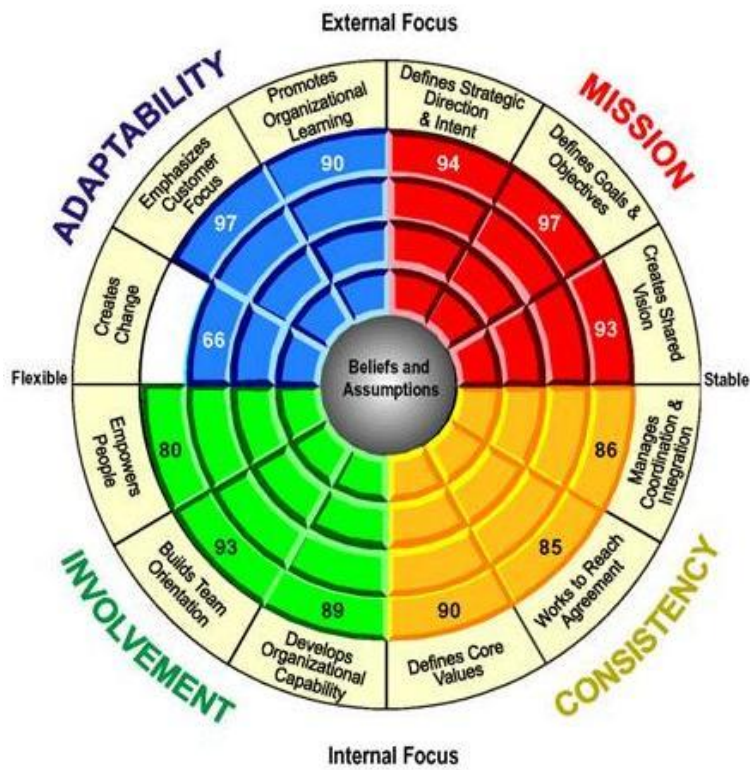 External Focus
ADAPTABILITY
MISSION
Promotes
Organizational
Learning
Defines Strategic
Direction
& Intent
Emphasizes
Customer
Focus
Defines Goals &
Objectives
Creates
Change
Creates Shared
Vision
90
94
97
97
66
93
Flexible
Beliefs and
Assumptions
Stable
80
86
93
85
89
90
Empowers
People
Manages
Coordination &
Integration
Builds Team
Orientation
Works to Reach
Agreement
Develops
Organizational
Capability
Defines Core
Values
INVOLVEMENT
CONSISTENCY
Internal Focus